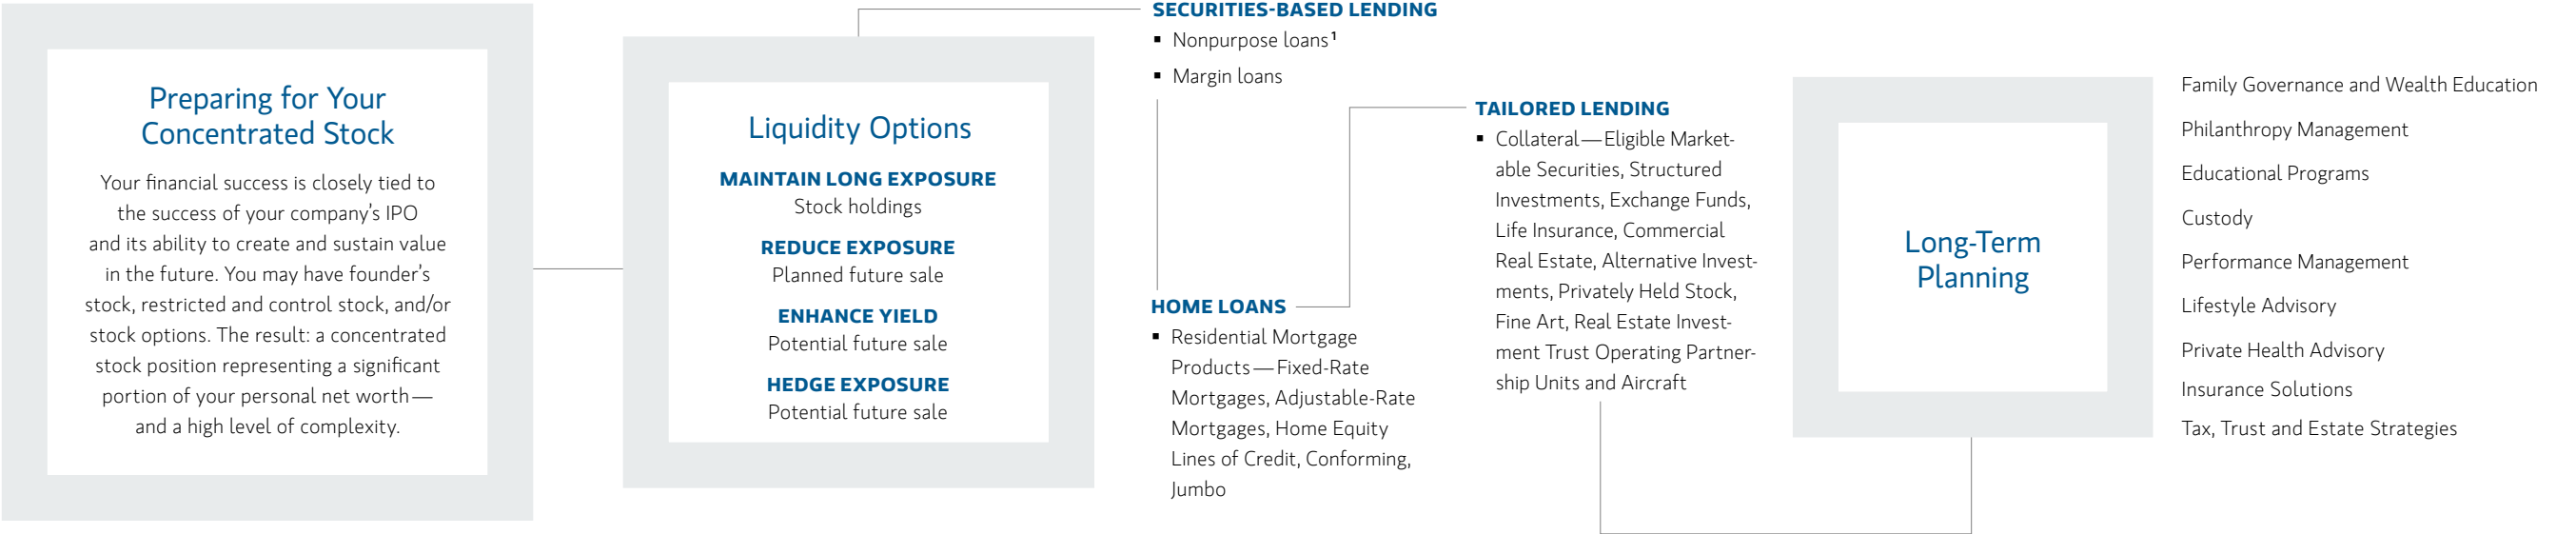 Preparing for Your
Concentrated Stock
Your financial success is closely tied to
the success of your company's IPO
and its ability to create and sustain value
in the future. You may have founder's
stock, restricted and control stock, and/or
stock options. The result: a concentrated
stock position representing a significant
portion of your personal net worth—
and a high level of complexity.
Liquidity Options
MAINTAIN LONG EXPOSURE
Stock holdings
REDUCE EXPOSURE
Planned future sale
ENHANCE YIELD
Potential future sale
HEDGE EXPOSURE
Potential future sale
SECURITIES-BASED LENDING
▪ Nonpurpose loans¹
▪ Margin loans
HOME LOANS
▪ Residential Mortgage
Products—Fixed-Rate
Mortgages, Adjustable-Rate
Mortgages, Home Equity
Lines of Credit, Conforming,
Jumbo
TAILORED LENDING
▪ Collateral—Eligible Market-
able Securities, Structured
Investments, Exchange Funds,
Life Insurance, Commercial
Real Estate, Alternative Invest-
ments, Privately Held Stock,
Fine Art, Real Estate Invest-
ment Trust Operating Partner-
ship Units and Aircraft
Long-Term
Planning
Family Governance and Wealth Education
Philanthropy Management
Educational Programs
Custody
Performance Management
Lifestyle Advisory
Private Health Advisory
Insurance Solutions
Tax, Trust and Estate Strategies